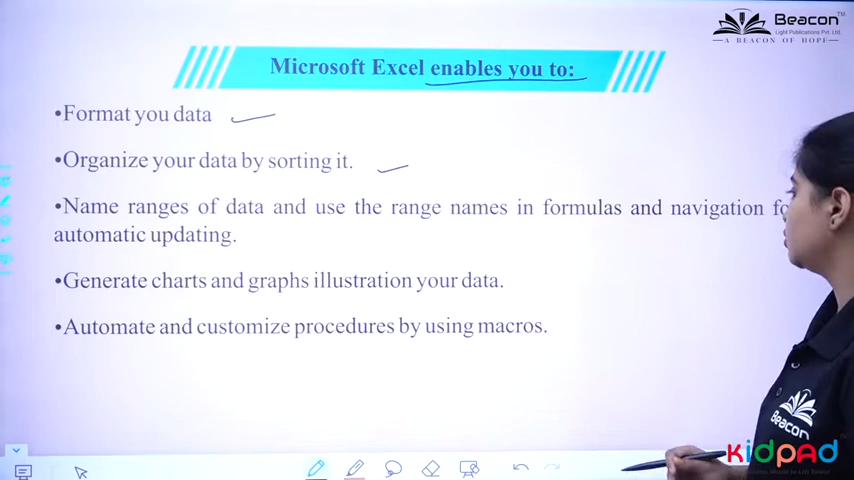 Beacon™
Light Publications Pvt. Ltd.
—A BEACON OF HOPE—
Microsoft Excel enables you to:
•Format you data
•Organize your data by sorting it.
•Name ranges of data and use the range names in formulas and navigation fo
automatic updating.
•Generate charts and graphs illustration your data.
•Automate and customize procedures by using macros.
Beacon
kidpad